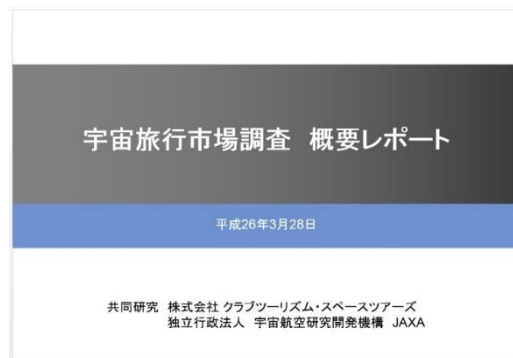 宇宙旅行市場調査 概要レポート
平成26年3月28日
共同研究 株式会社 クラブツーリズム・スペースツアーズ
独立行政法人 宇宙航空研究開発機構 JAXA